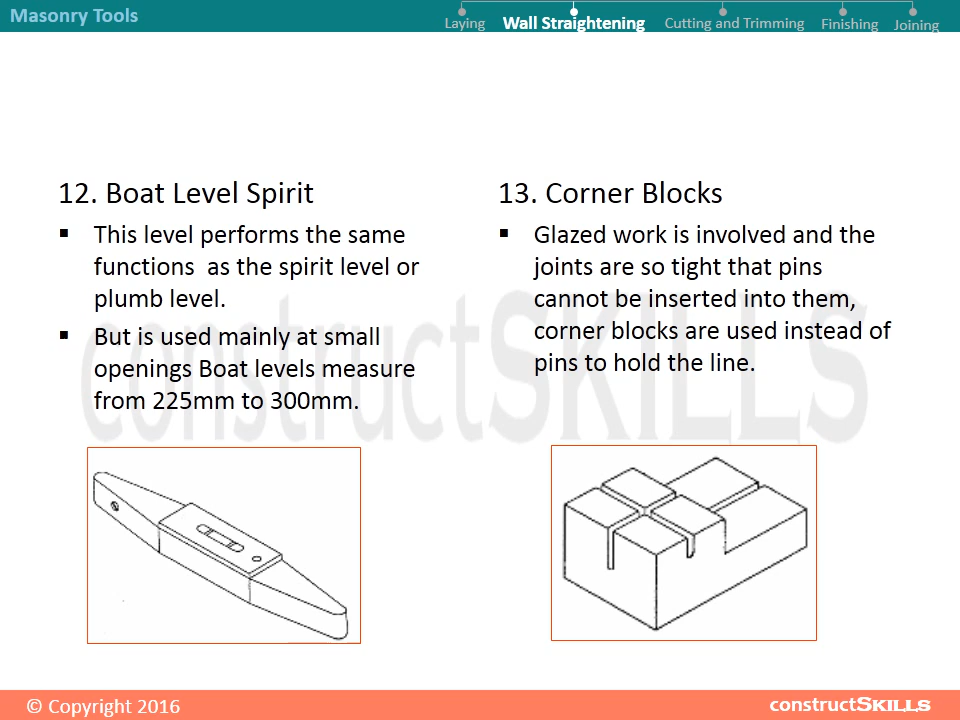 Masonry Tools
Laying Wall Straightening Cutting and Trimming Finishing Joining
12. Boat Level Spirit
▪ This level performs the same
functions as the spirit level or
plumb level.
▪ But is used mainly at small
openings Boat levels measure
from 225mm to 300mm.
13. Corner Blocks
▪ Glazed work is involved and the
joints are so tight that pins
cannot be inserted into them,
corner blocks are used instead of
pins to hold the line.
constructSKILLS
© Copyright 2016
constructSKILLS